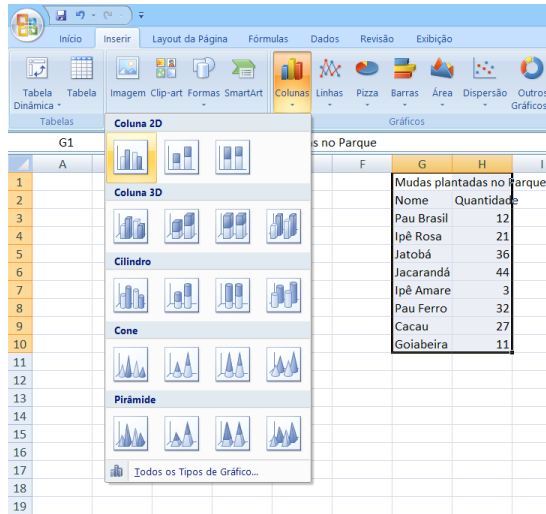 Início Inserir Layout da Página Fórmulas Dados Revisão Exibição
Tabela Dinâmica Tabela Imagem Clip-art Formas SmartArt Colunas Linhas Pizza Barras Área Dispersão Outros Gráficos
Tabelas Gráficos
G1 s no Parque
Coluna 2D
Coluna 3D
Cilindro
Cone
Pirâmide
Todos os Tipos de Gráfico...
A F G H I
1 Mudas plantadas no Parque
2 Nome Quantidade
3 Pau Brasil 12
4 Ipê Rosa 21
5 Jatobá 36
6 Jacarandá 44
7 Ipê Amare 3
8 Pau Ferro 32
9 Cacau 27
10 Goiabeira 11
11
12
13
14
15
16
17
18
19